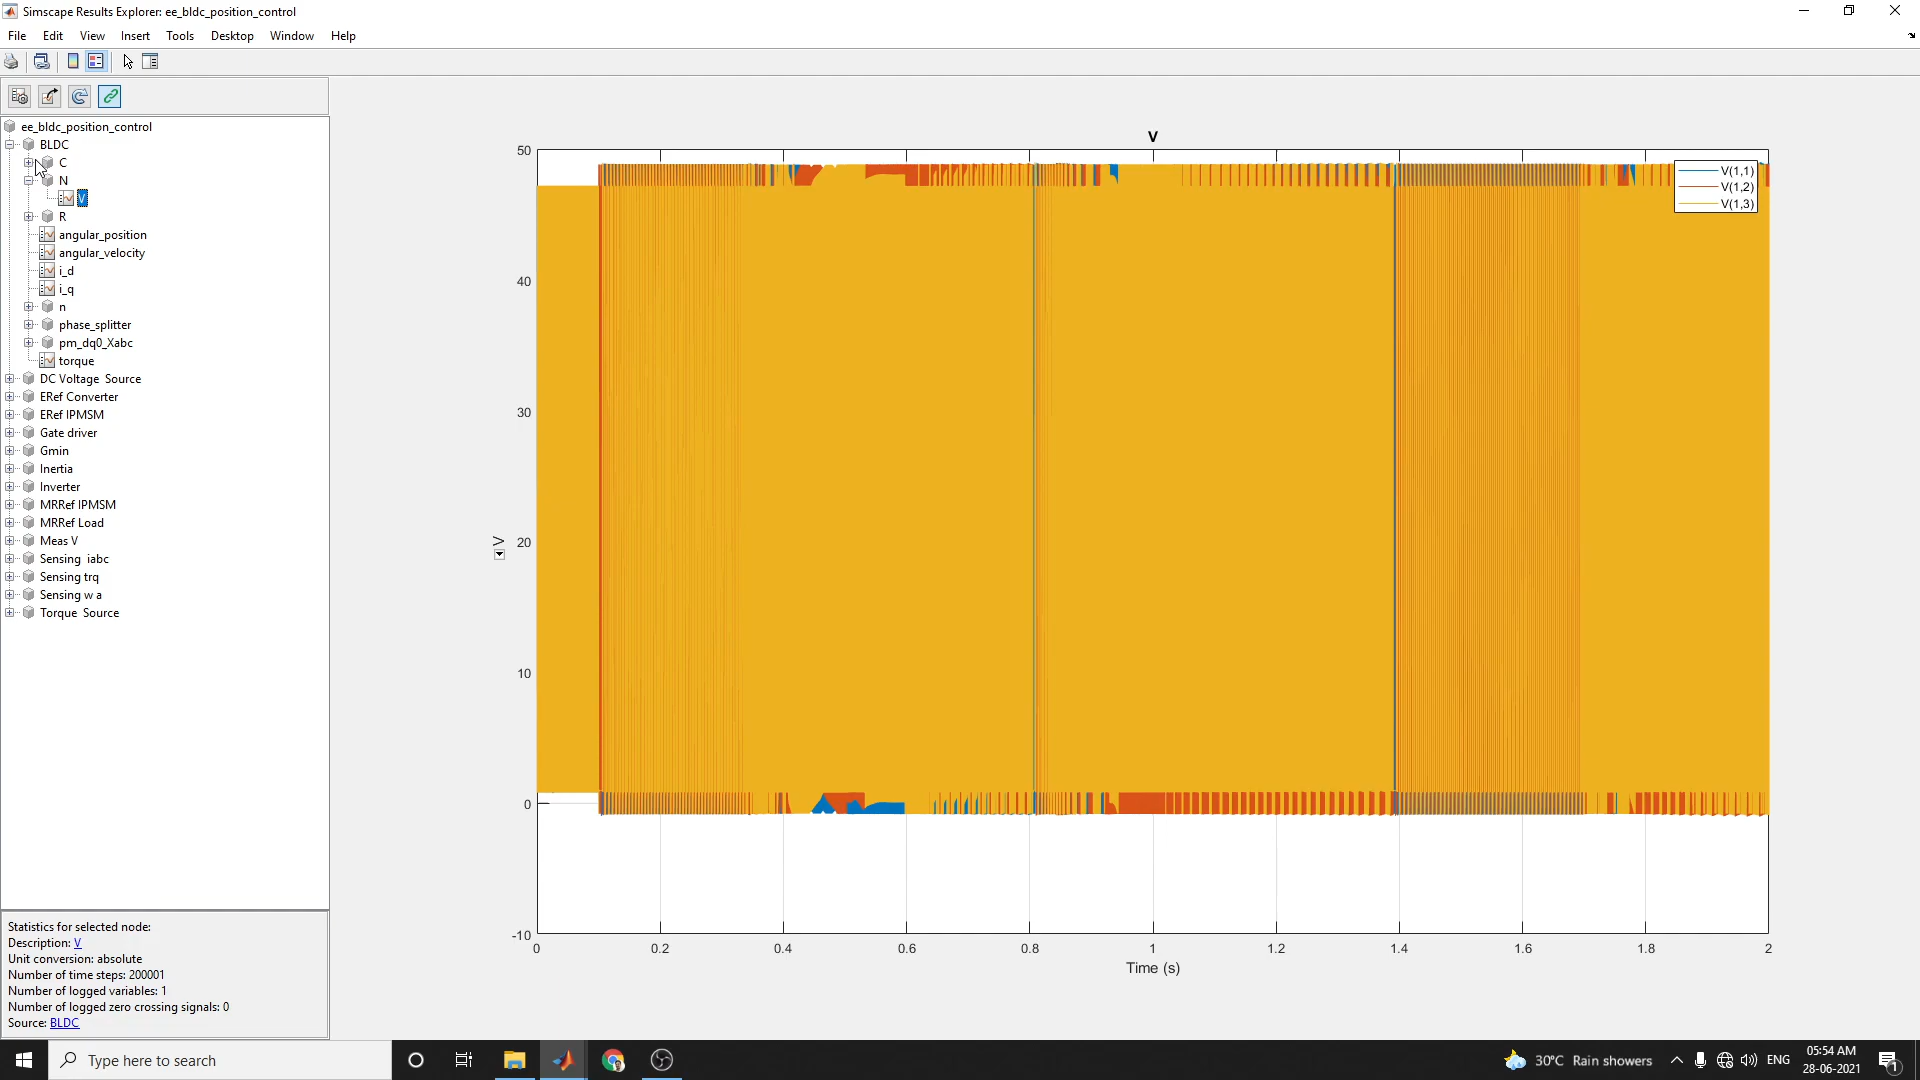 Simscape Results Explorer: ee_bldc_position_control
File Edit View Insert Tools Desktop Window Help
ee_bldc_position_control
BLDC
C
N
V
R
angular_position
angular_velocity
i_d
i_q
n
phase_splitter
pm_dq0_Xabc
torque
DC Voltage Source
ERef Converter
ERef IPMSM
Gate driver
Gmin
Inertia
Inverter
MRRef IPMSM
MRRef Load
Meas V
Sensing iabc
Sensing trq
Sensing w a
Torque Source
Statistics for selected node:
Description: V
Unit conversion: absolute
Number of time steps: 200001
Number of logged variables: 1
Number of logged zero crossing signals: 0
Source: BLDC
V
50
40
30
20
10
0
-10
V
V(1,1)
V(1,2)
V(1,3)
0 0.2 0.4 0.6 0.8 1 1.2 1.4 1.6 1.8 2
Time (s)
Type here to search
30°C Rain showers
ENG
05:54 AM
28-06-2021
1